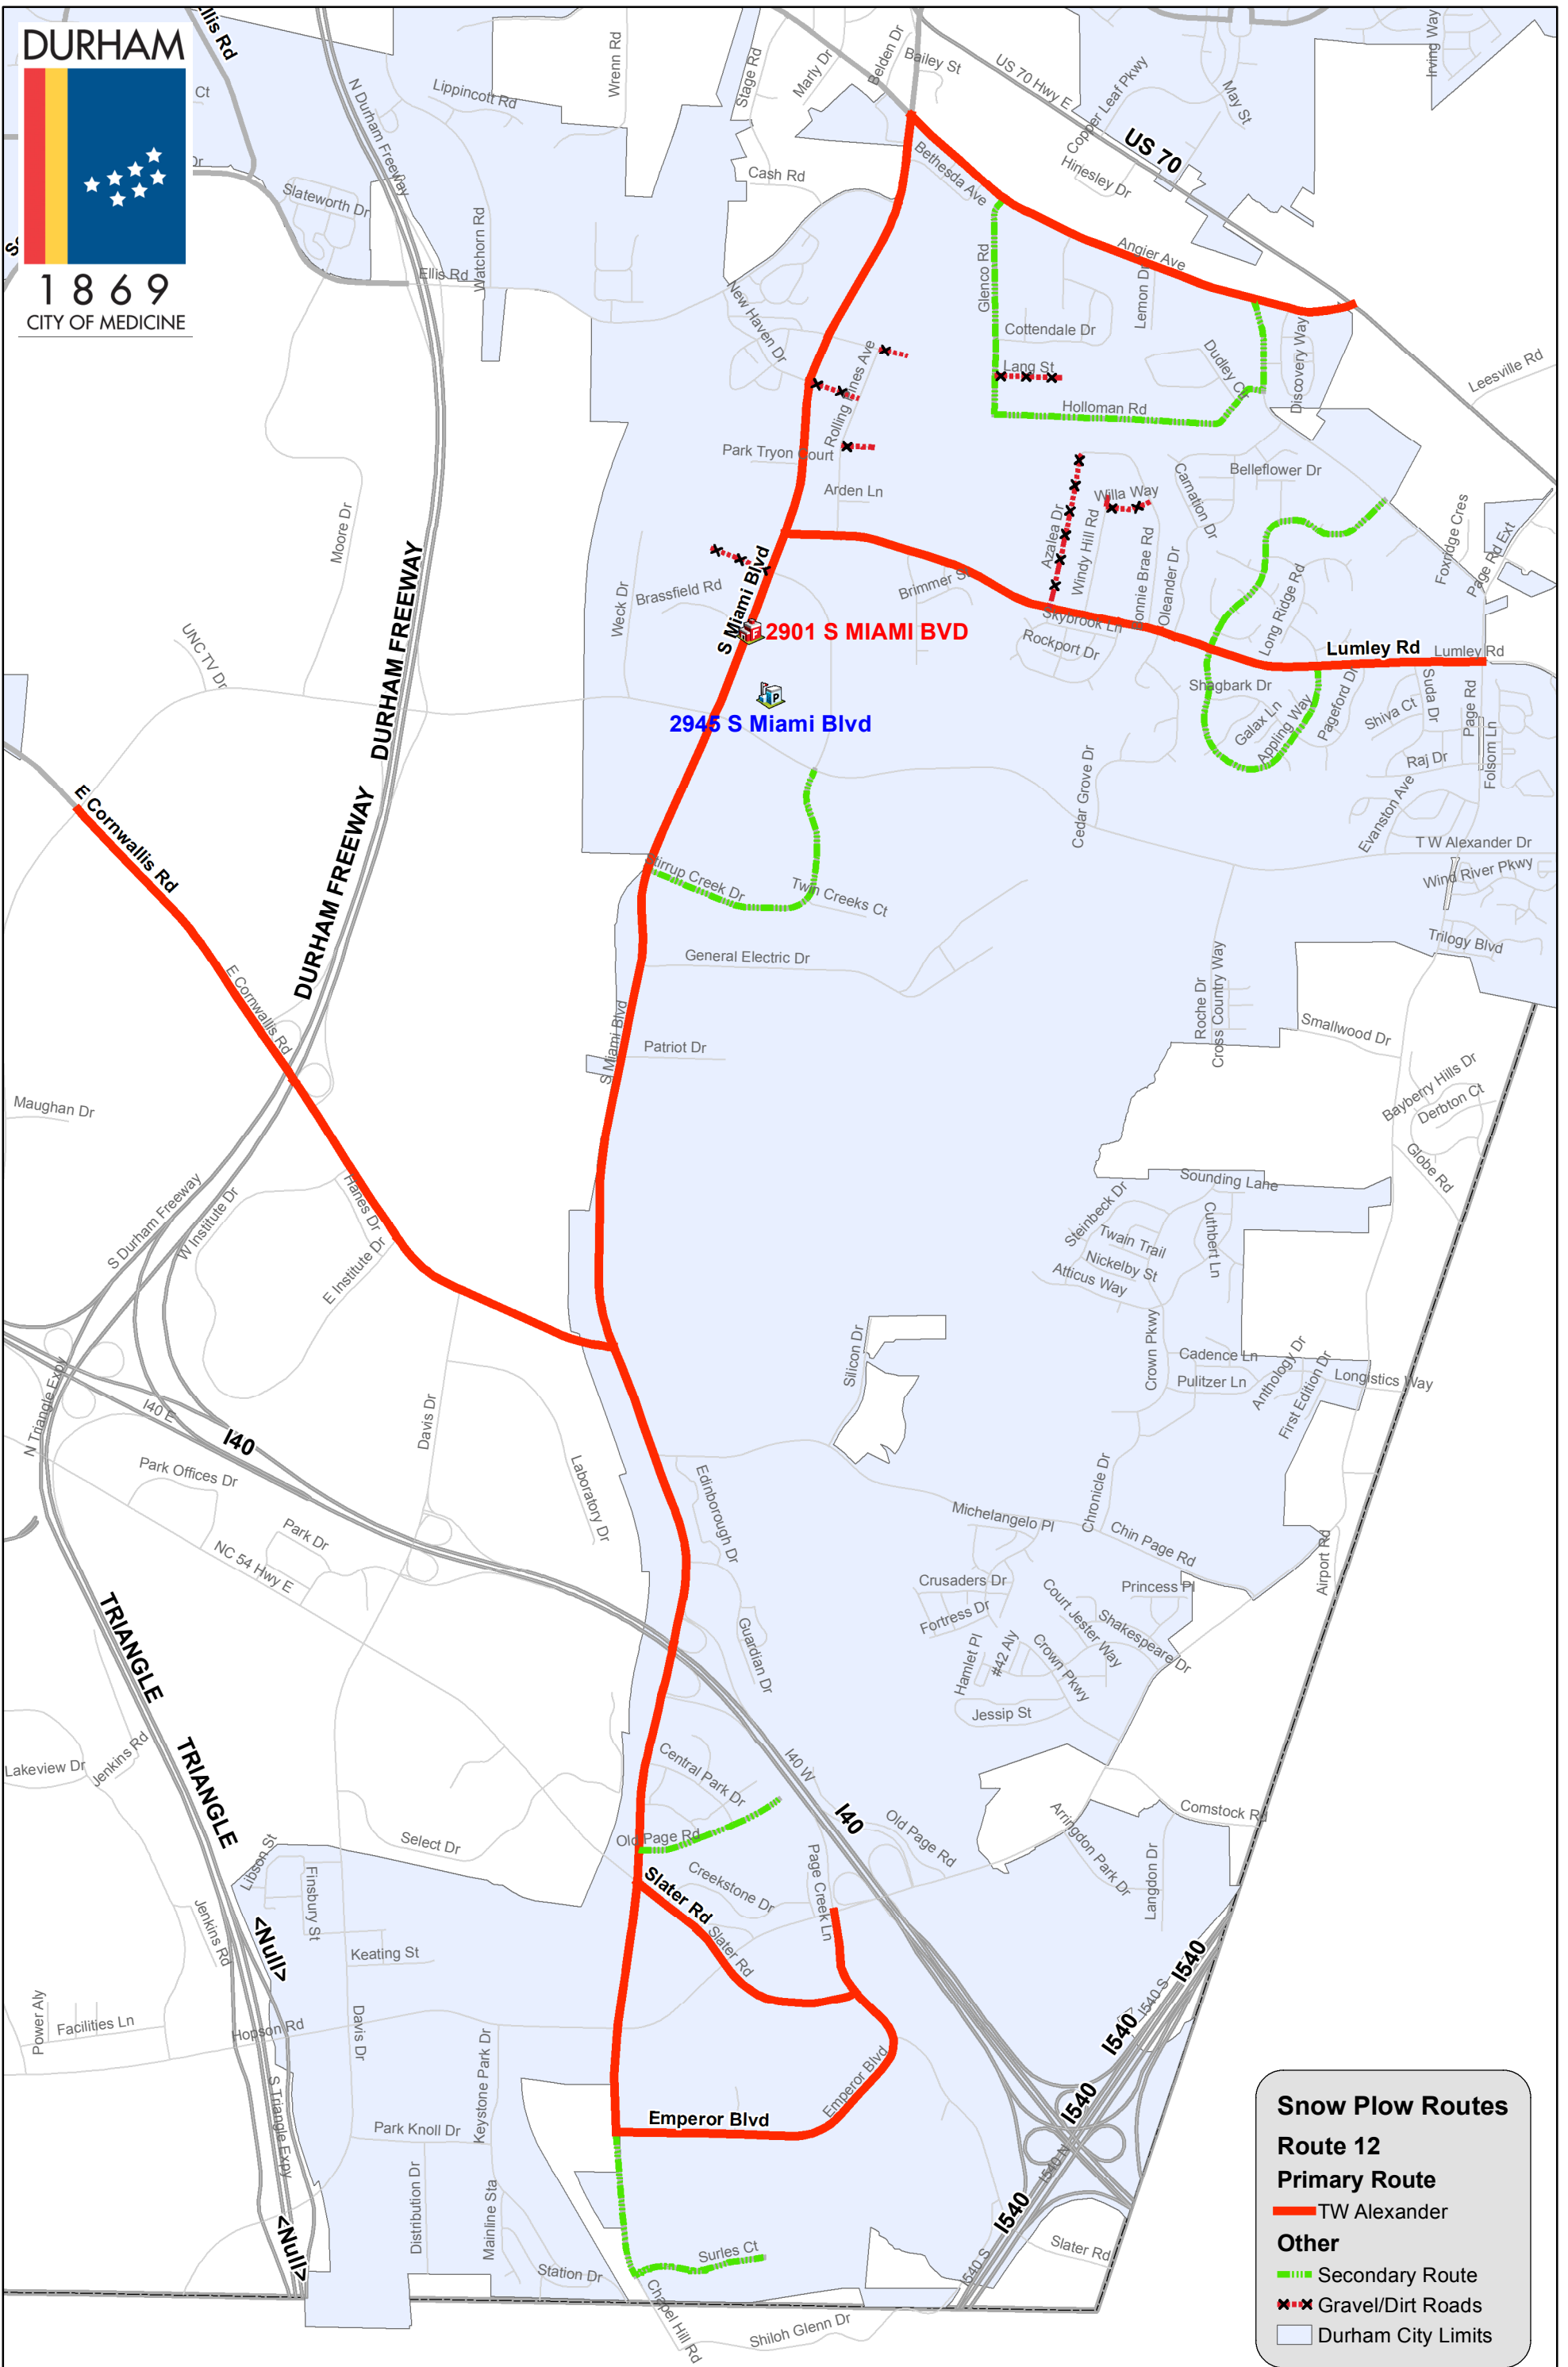 DURHAM
1869
CITY OF MEDICINE
Ellis Rd
Ct
Dr
N Durham Freeway
Lippincott Rd
Wrenn Rd
Stage Rd
Marly Dr
Belden Dr
Bailey St
US 70 Hwy E
Copper Leaf Pkwy
May St
Irving Way
US 70
Hinesley Dr
Cash Rd
Bethesda Ave
Slateworth Dr
Watchorn Rd
Ellis Rd
Angier Ave
Glenco Rd
Lemon Dr
New Haven Dr
Cottendale Dr
Discovery Way
Leesville Rd
Rolling Pines Ave
Lang St
Dudley Cir
Holloman Rd
Park Tryon Court
Belleflower Dr
Arden Ln
Willa Way
Carnation Dr
Moore Dr
Azalea Dr
Windy Hill Rd
Bonnie Brae Rd
Oleander Dr
Foxridge Cres
Page Rd Ext
DURHAM FREEWAY
S Miami Blvd
Weck Dr
Brassfield Rd
Brimmer St
Long Ridge Rd
Skybrook Ln
Rockport Dr
2901 S MIAMI BVD
Lumley Rd
Lumley Rd
UNC TV Dr
Shagbark Dr
Suda Dr
Page Rd
2945 S Miami Blvd
Galax Ln
Appling Way
Pageford Dr
Shiva Ct
Folsom Ln
Raj Dr
Cedar Grove Dr
Evanston Ave
E Cornwallis Rd
DURHAM FREEWAY
T W Alexander Dr
Wind River Pkwy
Stirrup Creek Dr
Twin Creeks Ct
Trilogy Blvd
E Cornwallis Rd
General Electric Dr
Roche Dr
Cross Country Way
Smallwood Dr
S Miami Blvd
Patriot Dr
Maughan Dr
Bayberry Hills Dr
Derbton Ct
Globe Rd
S Durham Freeway
W Institute Dr
Hanes Dr
E Institute Dr
Sounding Lane
Steinbeck Dr
Cuthbert Ln
Twain Trail
Nickelby St
Atticus Way
Silicon Dr
Crown Pkwy
Cadence Ln
Pulitzer Ln
Anthology Dr
First Edition Dr
Longistics Way
N Triangle Expy
I40 E
I40
Davis Dr
Park Offices Dr
Laboratory Dr
Edinborough Dr
Chronicle Dr
Park Dr
NC 54 Hwy E
Michelangelo Pl
Chin Page Rd
Airport Rd
Crusaders Dr
Princess Pl
Fortress Dr
Court Jester Way
Shakespeare Dr
TRIANGLE
Guardian Dr
Hamlet Pl
#42 Aly
Crown Pkwy
Jessip St
Lakeview Dr
Jenkins Rd
TRIANGLE
Central Park Dr
I40 W
I40
Comstock Rd
Select Dr
Old Page Rd
Old Page Rd
Arringdon Park Dr
Langdon Dr
Libson St
Finsbury St
Slater Rd
Creekstone Dr
Page Creek Ln
Jenkins Rd
<Null>
Keating St
Slater Rd
I540
I540 S
Power Aly
Facilities Ln
Hopson Rd
Davis Dr
I540
Keystone Park Dr
Emperor Blvd
S Triangle Expy
Park Knoll Dr
Emperor Blvd
I540
I540 N
Distribution Dr
Mainline Sta
I540
<Null>
Station Dr
Surles Ct
Slater Rd
I540 S
Chapel Hill Rd
Shiloh Glenn Dr
Snow Plow Routes
Route 12
Primary Route
TW Alexander
Other
Secondary Route
Gravel/Dirt Roads
Durham City Limits